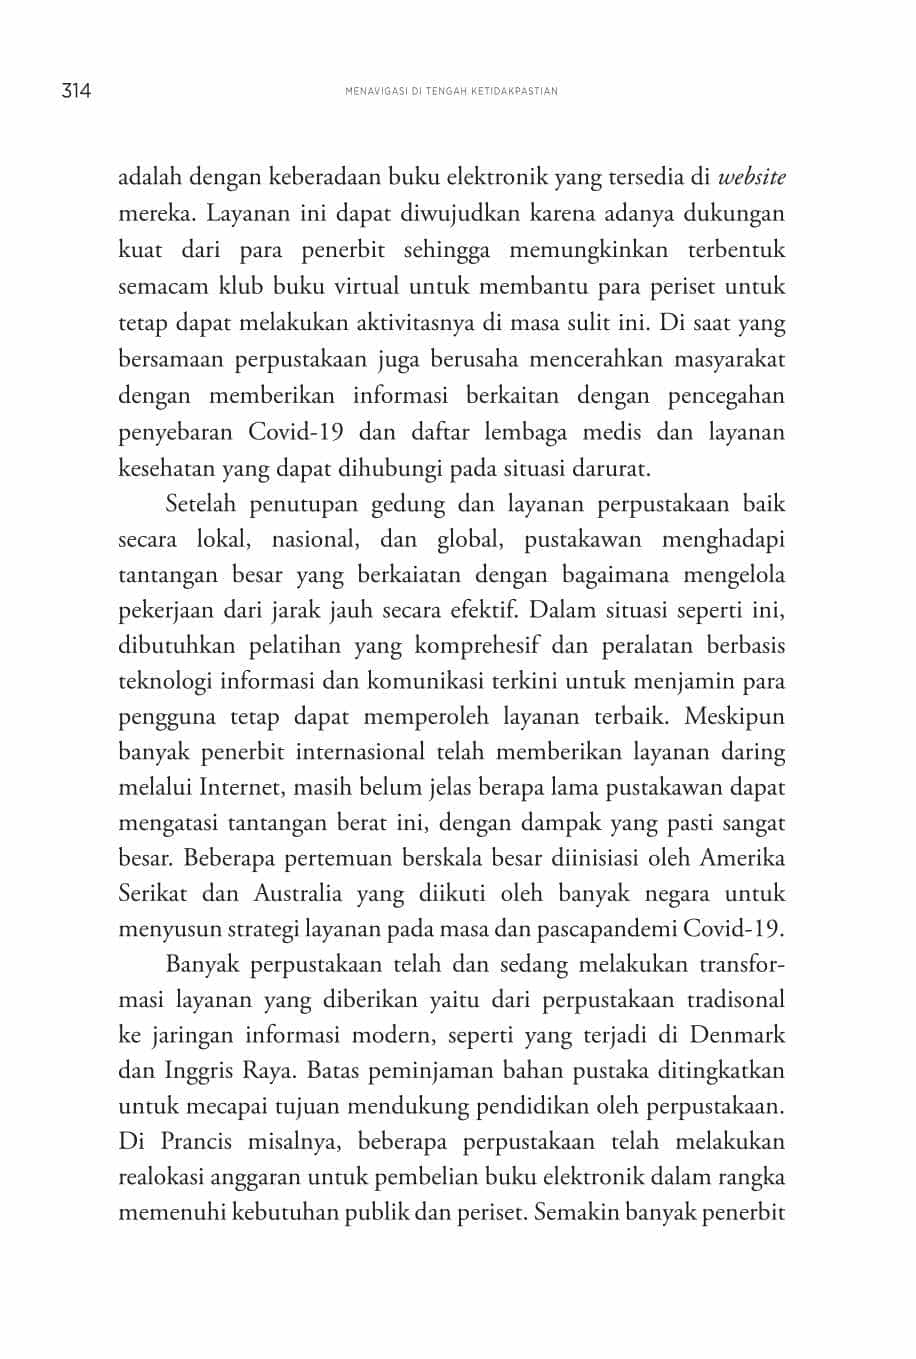 314
MENAVIGASI DI TENGAH KETIDAKPASTIAN
adalah dengan keberadaan buku elektronik yang tersedia di website
mereka. Layanan ini dapat diwujudkan karena adanya dukungan
kuat dari para penerbit sehingga memungkinkan terbentuk
semacam klub buku virtual untuk membantu para periset untuk
tetap dapat melakukan aktivitasnya di masa sulit ini. Di saat yang
bersamaan perpustakaan juga berusaha mencerahkan masyarakat
dengan memberikan informasi berkaitan dengan pencegahan
penyebaran Covid-19 dan daftar lembaga medis dan layanan
kesehatan yang dapat dihubungi pada situasi darurat.
Setelah penutupan gedung dan layanan perpustakaan baik
secara lokal, nasional, dan global, pustakawan menghadapi
tantangan besar yang berkaiatan dengan bagaimana mengelola
pekerjaan dari jarak jauh secara efektif. Dalam situasi seperti ini,
dibutuhkan pelatihan yang komprehesif dan peralatan berbasis
teknologi informasi dan komunikasi terkini untuk menjamin para
pengguna tetap dapat memperoleh layanan terbaik. Meskipun
banyak penerbit internasional telah memberikan layanan daring
melalui Internet, masih belum jelas berapa lama pustakawan dapat
mengatasi tantangan berat ini, dengan dampak yang pasti sangat
besar. Beberapa pertemuan berskala besar diinisiasi oleh Amerika
Serikat dan Australia yang diikuti oleh banyak negara untuk
menyusun strategi layanan pada masa dan pascapandemi Covid-19.
Banyak perpustakaan telah dan sedang melakukan transfor-
masi layanan yang diberikan yaitu dari perpustakaan tradisonal
ke jaringan informasi modern, seperti yang terjadi di Denmark
dan Inggris Raya. Batas peminjaman bahan pustaka ditingkatkan
untuk mecapai tujuan mendukung pendidikan oleh perpustakaan.
Di Prancis misalnya, beberapa perpustakaan telah melakukan
realokasi anggaran untuk pembelian buku elektronik dalam rangka
memenuhi kebutuhan publik dan periset. Semakin banyak penerbit